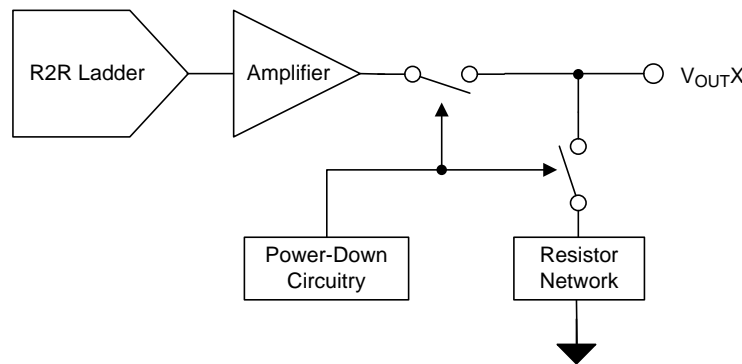 R2R Ladder
Amplifier
VOUTX
Power-Down
Circuitry
Resistor
Network